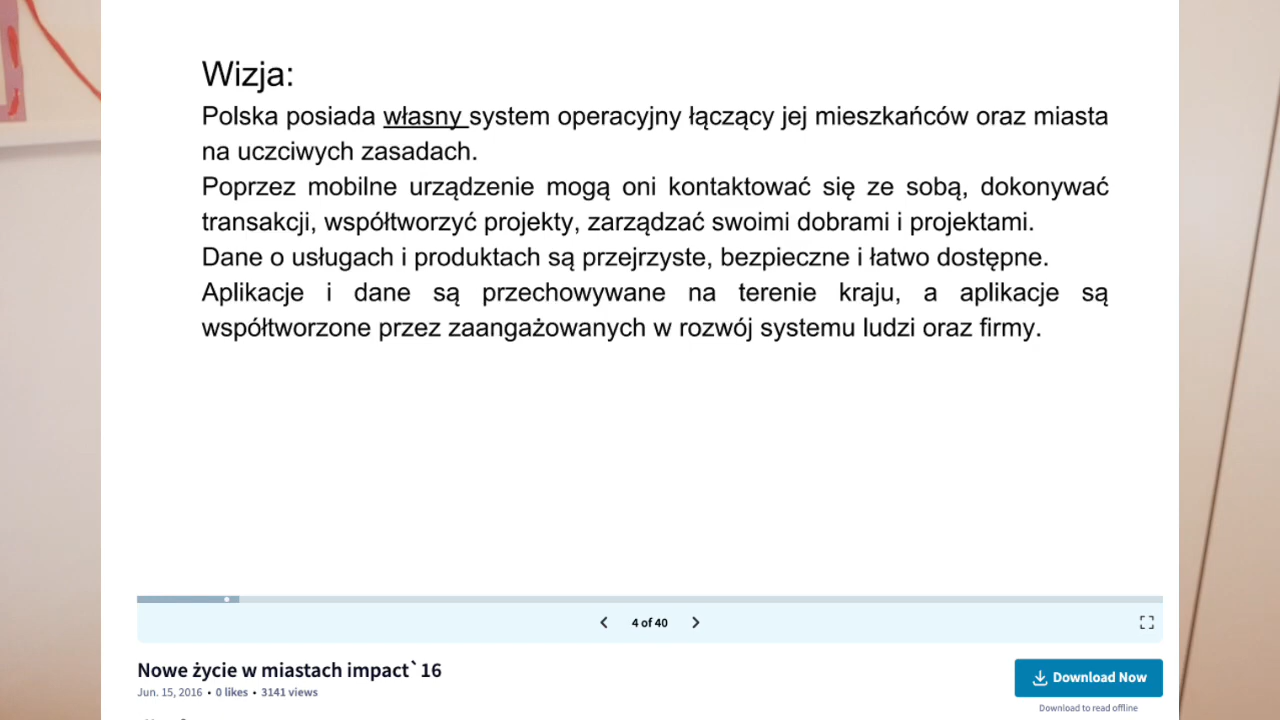 Wizja:
Polska posiada własny system operacyjny łączący jej mieszkańców oraz miasta
na uczciwych zasadach.
Poprzez mobilne urządzenie mogą oni kontaktować się ze sobą, dokonywać
transakcji, współtworzyć projekty, zarządzać swoimi dobrami i projektami.
Dane o usługach i produktach są przejrzyste, bezpieczne i łatwo dostępne.
Aplikacje i dane są przechowywane na terenie kraju, a aplikacje są
współtworzone przez zaangażowanych w rozwój systemu ludzi oraz firmy.
4 of 40
Nowe życie w miastach impact`16
Jun. 15, 2016 • 0 likes • 3141 views
Download Now
Download to read offline